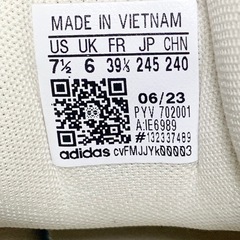 MADE IN VIETNAM
US UK FR JP CHN
7½ 6 39⅓ 245 240
06/23
PYV 702001
A:IE6989
#132337489
adidas cvFMJJYk00003